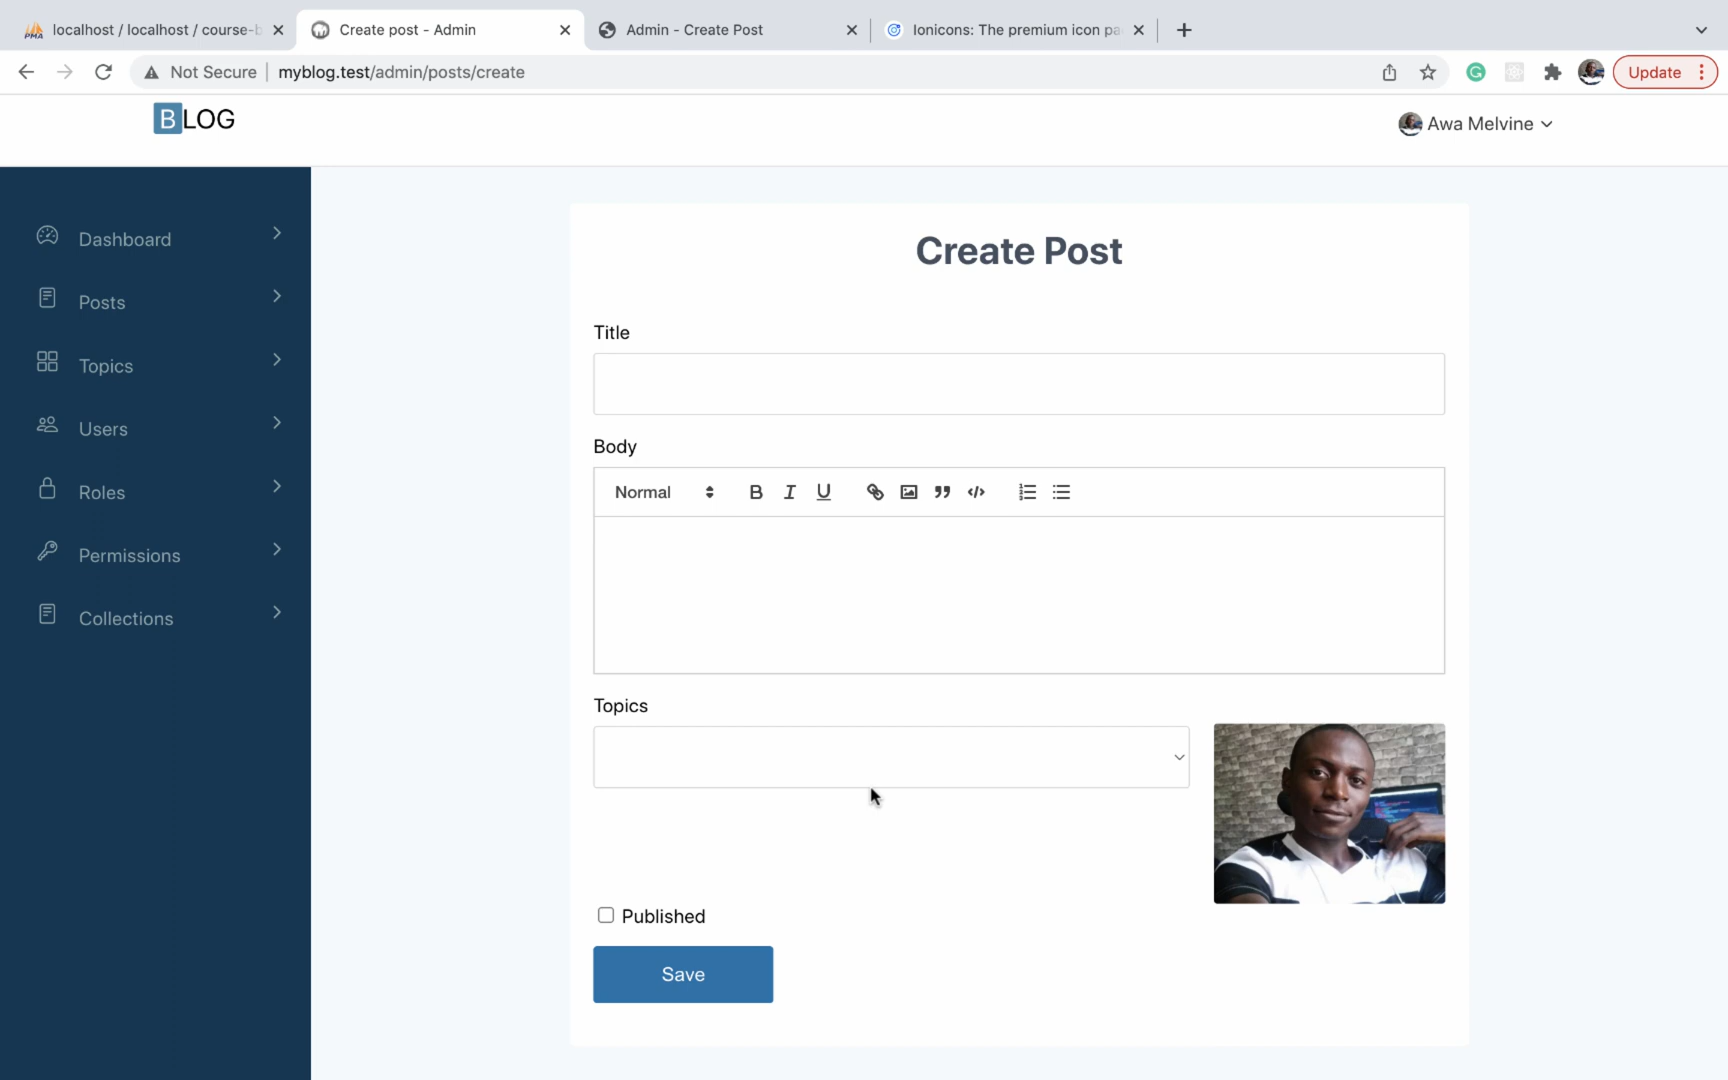 localhost / localhost / course-b
Create post - Admin
Admin - Create Post
Ionicons: The premium icon pa
Not Secure
myblog.test/admin/posts/create
Update
BLOG
Awa Melvine
Dashboard
Posts
Topics
Users
Roles
Permissions
Collections
Create Post
Title
Body
Normal
B I U
Topics
Published
Save